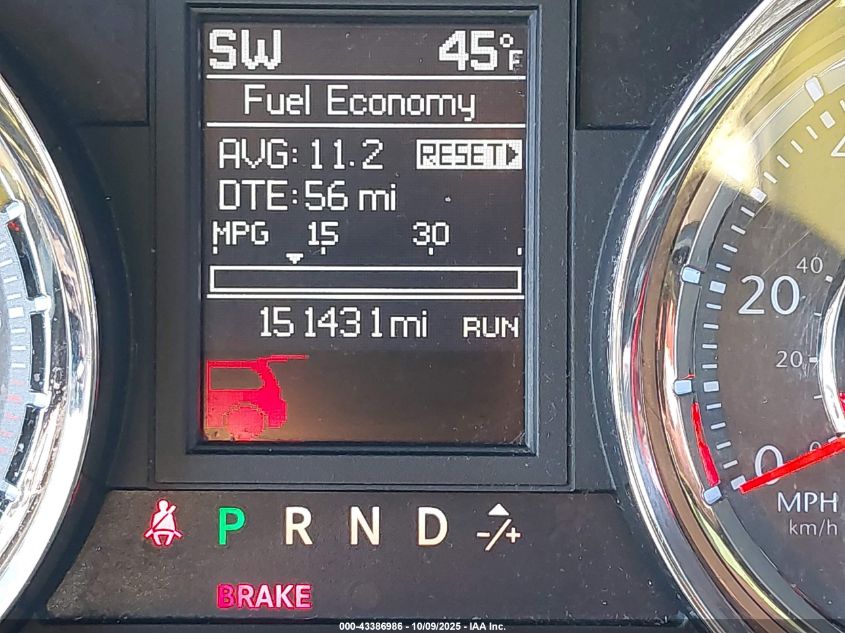 SW 45°F
Fuel Economy
AVG: 11.2 RESET
DTE: 56 mi
MPG 15 30
151431 mi RUN
40
20
20
0
0
MPH
km/h
P R N D -/+
BRAKE
000-43386986 - 10/09/2025 - IAA Inc.